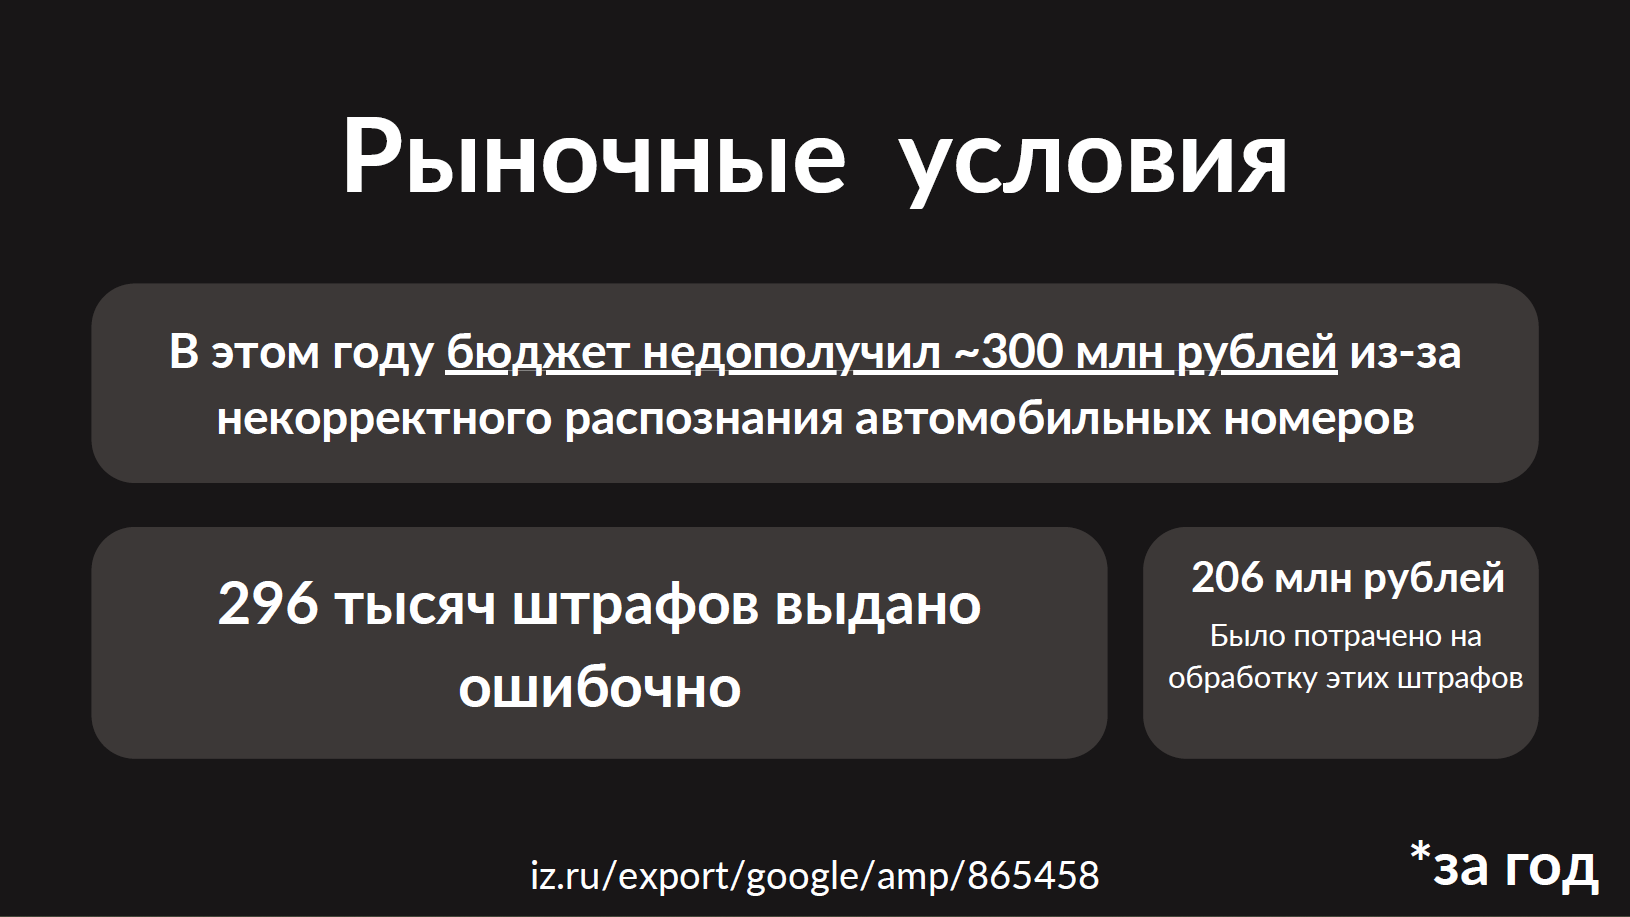 Рыночные условия
В этом году бюджет недополучил ~300 млн рублей из-за
некорректного распознания автомобильных номеров
296 тысяч штрафов выдано
ошибочно
206 млн рублей
Было потрачено на
обработку этих штрафов
iz.ru/export/google/amp/865458
*за год